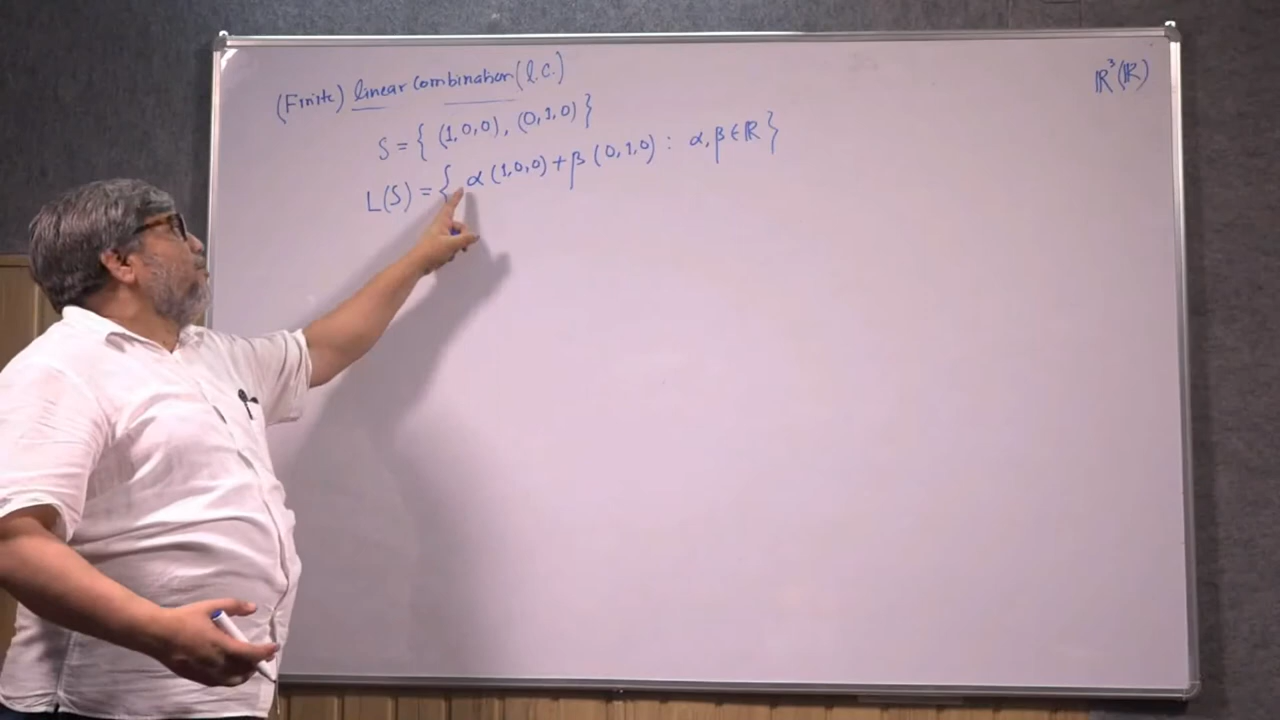 (Finite) linear combination (l.c.)
ℝ³(ℝ)
S = { (1,0,0), (0,1,0) }
L(S) = { α (1,0,0) + β (0,1,0) : α, β ∈ ℝ }